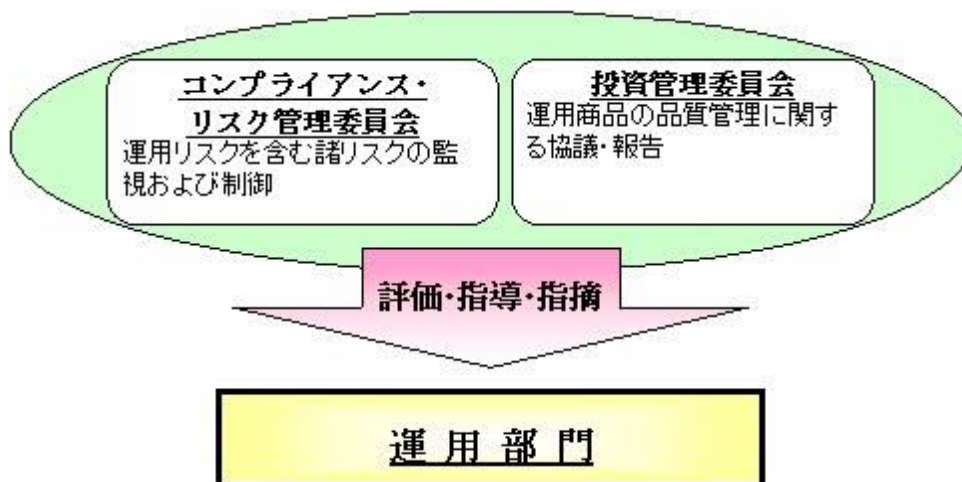 コンプライアンス・
リスク管理委員会
運用リスクを含む諸リスクの監
視および制御
投資管理委員会
運用商品の品質管理に関す
る協議・報告
評価・指導・指摘
運用部門